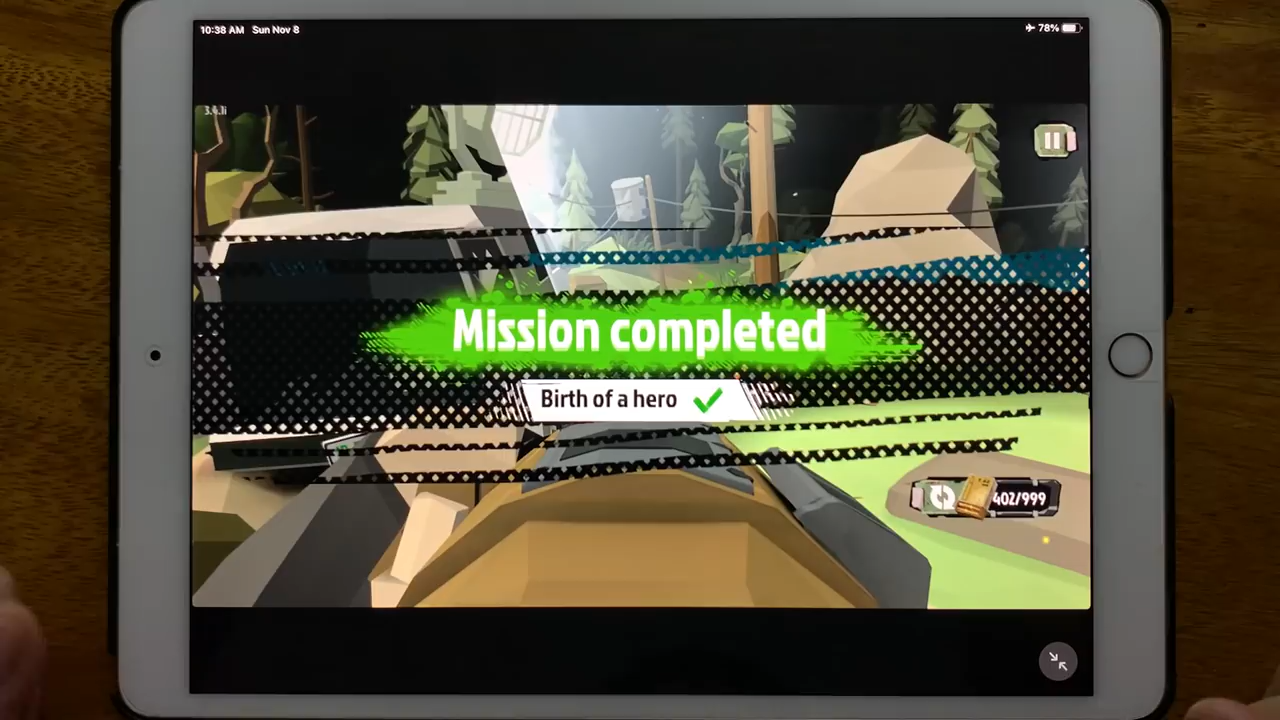 10:38 AM Sun Nov 8
78%
Mission completed
Birth of a hero
402/999